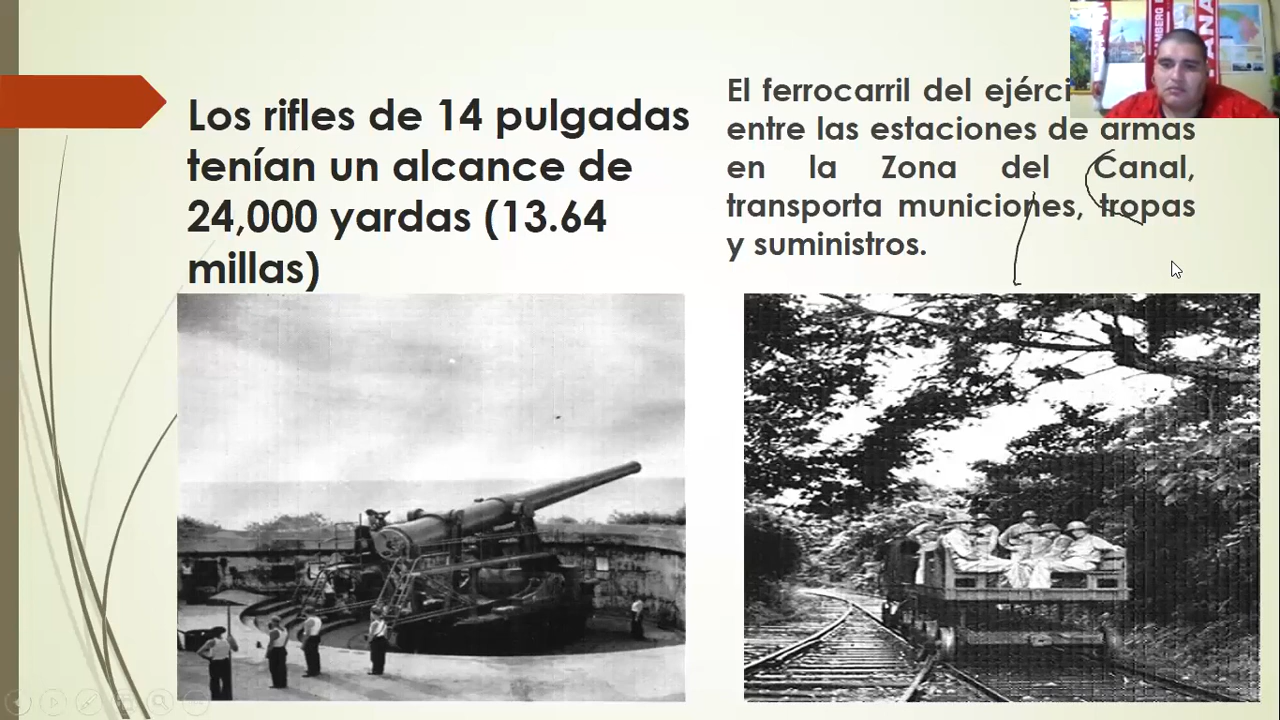 Los rifles de 14 pulgadas
tenían un alcance de
24,000 yardas (13.64
millas)
El ferrocarril del
entre las estaciones de armas
en la Zona del Canal,
transporta municiones, tropas
y suministros.